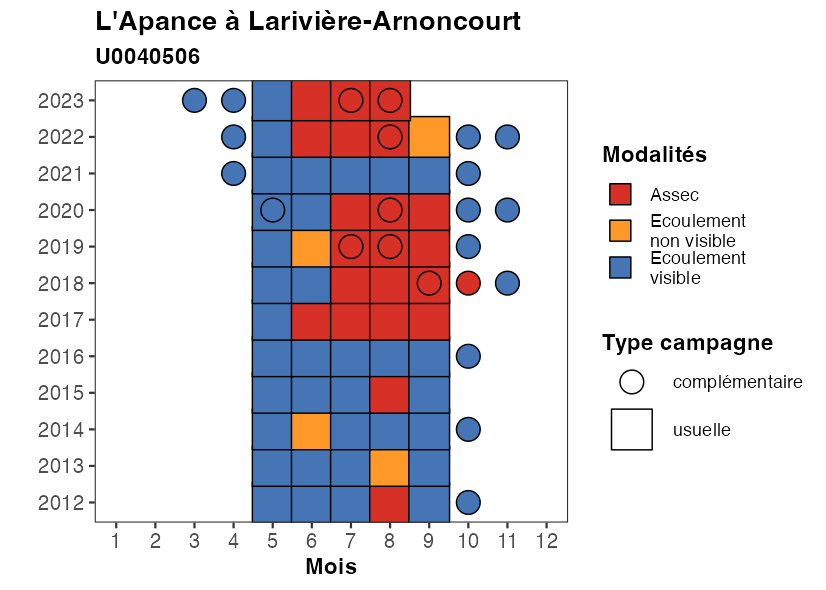 L'Apance à Larivière-Arnoncourt
U0040506
2023
2022
2021
2020
2019
2018
2017
2016
2015
2014
2013
2012
1 2 3 4 5 6 7 8 9 10 11 12
Mois
Modalités
Assec
Ecoulement
non visible
Ecoulement
visible
Type campagne
complémentaire
usuelle